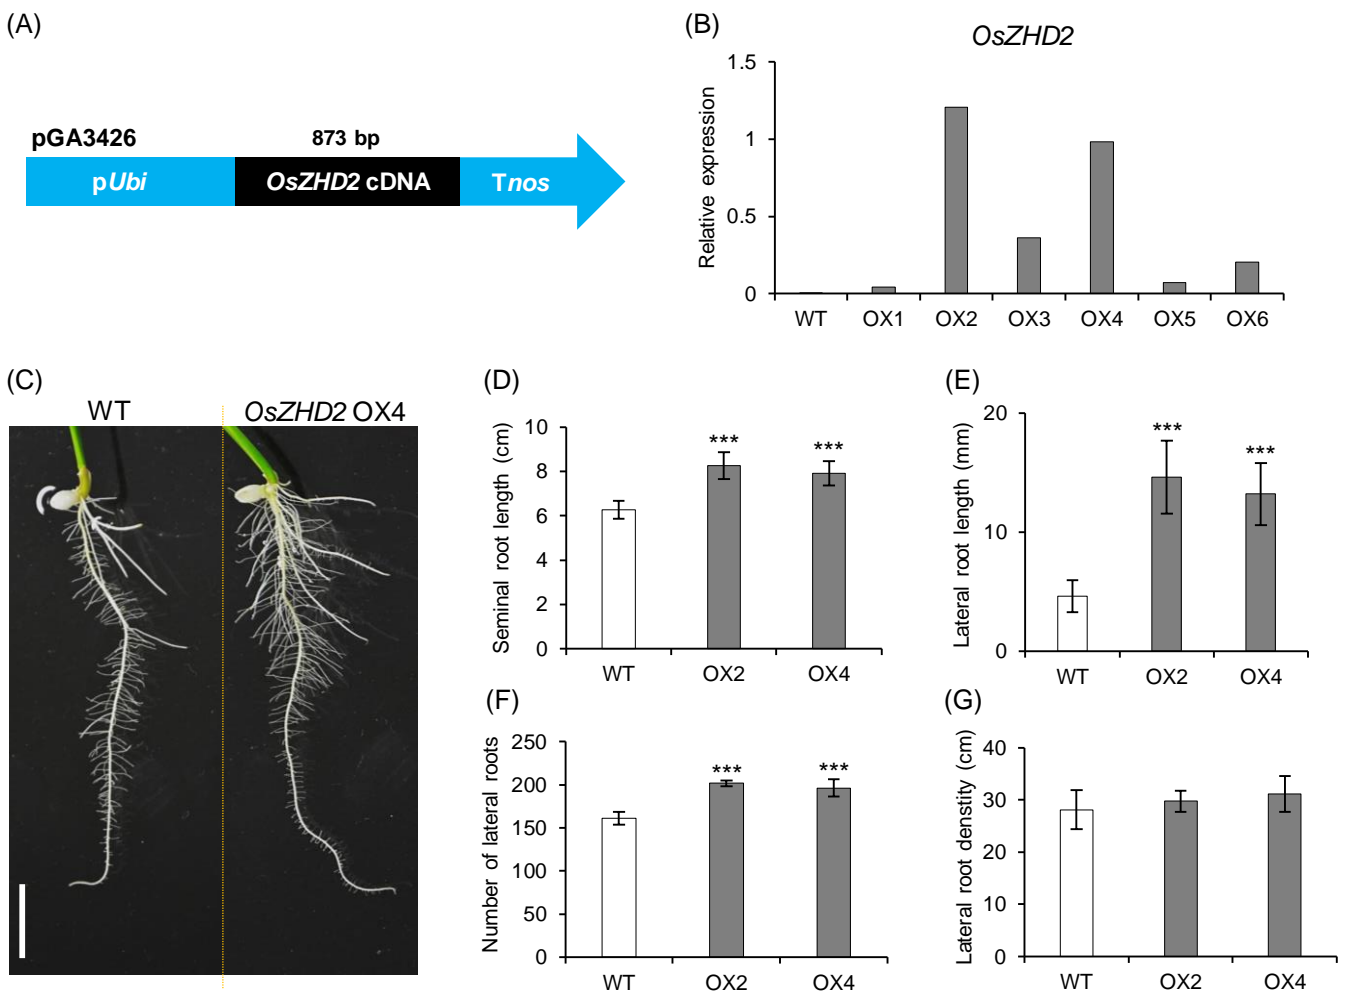 (A)
pGA3426
873 bp
pUbi
OsZHD2 cDNA
Tnos
(B)
OsZHD2
Relative expression
1.5
1
0.5
0
WT OX1 OX2 OX3 OX4 OX5 OX6
(C)
WT
OsZHD2 OX4
(D)
Seminal root length (cm)
10
8
6
4
2
0
***
***
WT OX2 OX4
(E)
Lateral root length (mm)
20
10
0
***
***
WT OX2 OX4
(F)
Number of lateral roots
250
200
150
100
50
0
***
***
WT OX2 OX4
(G)
Lateral root denstity (cm)
40
30
20
10
0
WT OX2 OX4